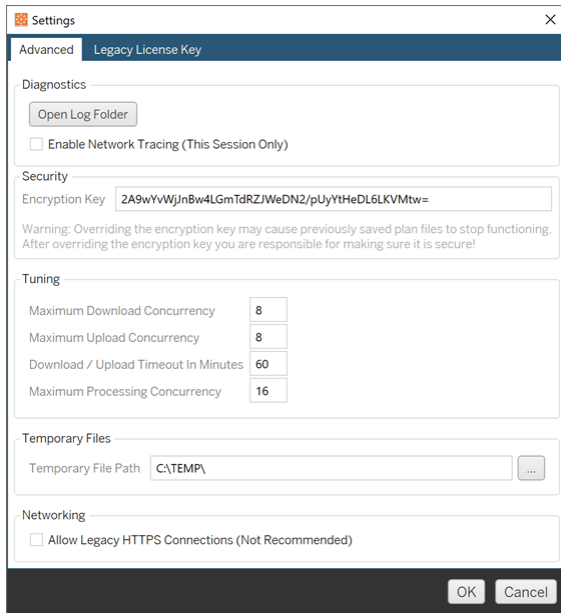 Settings
Advanced
Legacy License Key
Diagnostics
Open Log Folder
Enable Network Tracing (This Session Only)
Security
Encryption Key 2A9wYvWjJnBw4LGmTdRZJWeDN2/pUyYtHeDL6LKVMtw=
Warning: Overriding the encryption key may cause previously saved plan files to stop functioning.
After overriding the encryption key you are responsible for making sure it is secure!
Tuning
Maximum Download Concurrency 8
Maximum Upload Concurrency 8
Download / Upload Timeout In Minutes 60
Maximum Processing Concurrency 16
Temporary Files
Temporary File Path C:\TEMP\ ...
Networking
Allow Legacy HTTPS Connections (Not Recommended)
OK Cancel